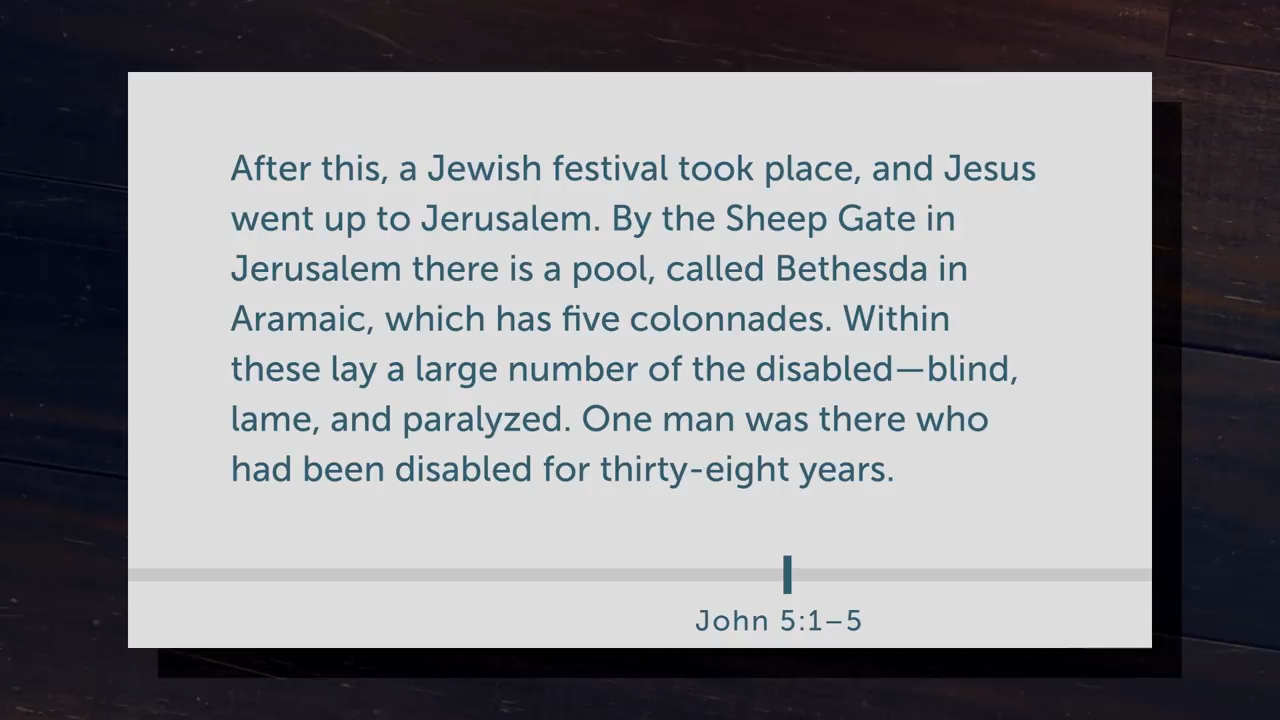 After this, a Jewish festival took place, and Jesus
went up to Jerusalem. By the Sheep Gate in
Jerusalem there is a pool, called Bethesda in
Aramaic, which has five colonnades. Within
these lay a large number of the disabled—blind,
lame, and paralyzed. One man was there who
had been disabled for thirty-eight years.
John 5:1–5